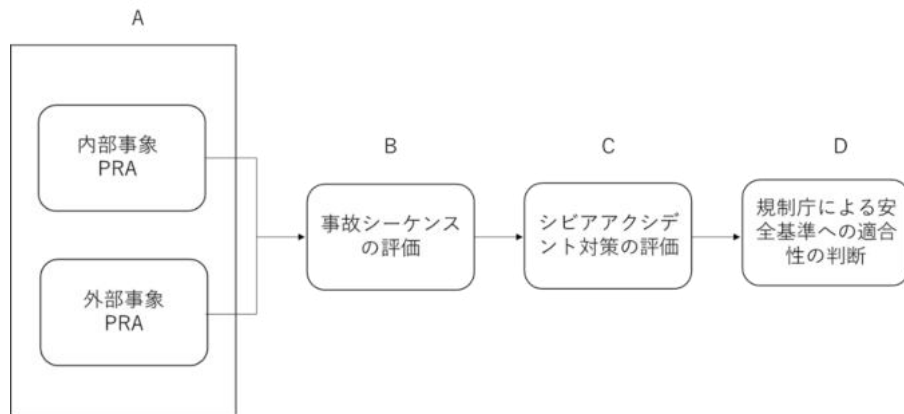 A
内部事象
PRA
外部事象
PRA
B
事故シーケンス
の評価
C
シビアアクシデ
ント対策の評価
D
規制庁による安
全基準への適合
性の判断